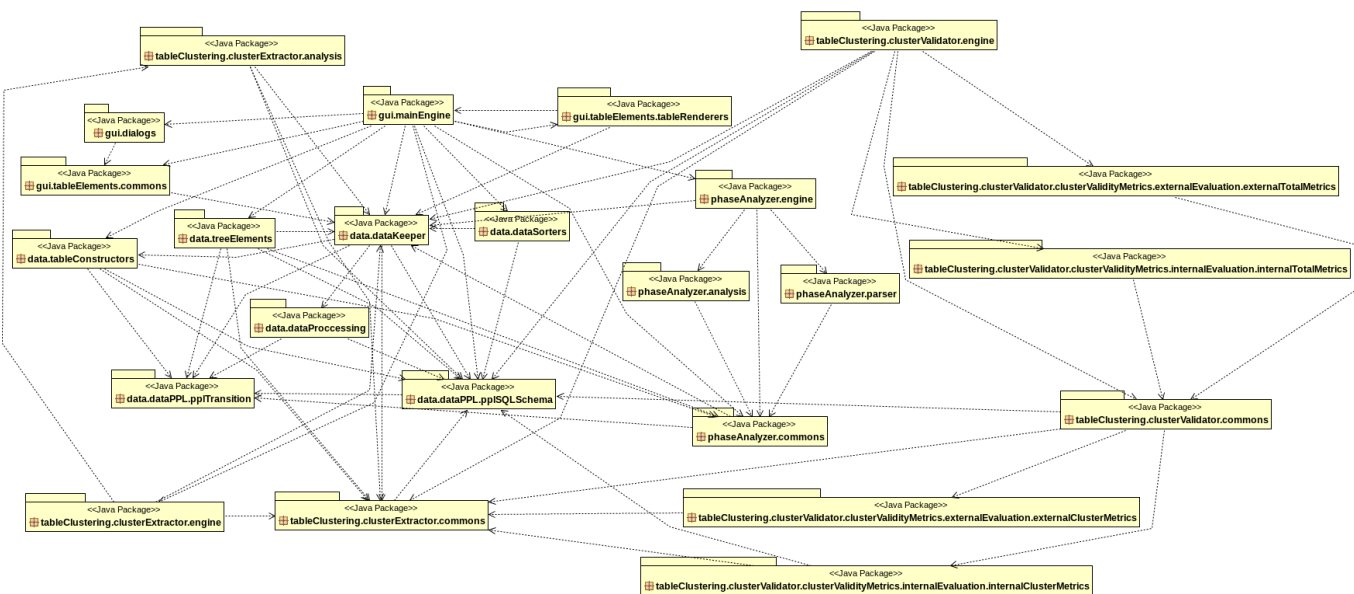 <<Java Package>>
tableClustering.clusterValidator.engine
<<Java Package>>
tableClustering.clusterExtractor.analysis
<<Java Package>>
gui.mainEngine
<<Java Package>>
gui.tableElements.tableRenderers
<<Java Package>>
gui.dialogs
<<Java Package>>
gui.tableElements.commons
<<Java Package>>
tableClustering.clusterValidator.clusterValidityMetrics.externalEvaluation.externalTotalMetrics
<<Java Package>>
phaseAnalyzer.engine
<<Java Package>>
data.treeElements
<<Java Package>>
data.dataKeeper
<<Java Package>>
data.dataSorters
<<Java Package>>
data.tableConstructors
<<Java Package>>
tableClustering.clusterValidator.clusterValidityMetrics.internalEvaluation.internalTotalMetrics
<<Java Package>>
phaseAnalyzer.analysis
<<Java Package>>
phaseAnalyzer.parser
<<Java Package>>
data.dataProccessing
<<Java Package>>
data.dataPPL.pplTransition
<<Java Package>>
data.dataPPL.pplSQLSchema
<<Java Package>>
tableClustering.clusterValidator.commons
<<Java Package>>
phaseAnalyzer.commons
<<Java Package>>
tableClustering.clusterExtractor.engine
<<Java Package>>
tableClustering.clusterExtractor.commons
<<Java Package>>
tableClustering.clusterValidator.clusterValidityMetrics.externalEvaluation.externalClusterMetrics
<<Java Package>>
tableClustering.clusterValidator.clusterValidityMetrics.internalEvaluation.internalClusterMetrics